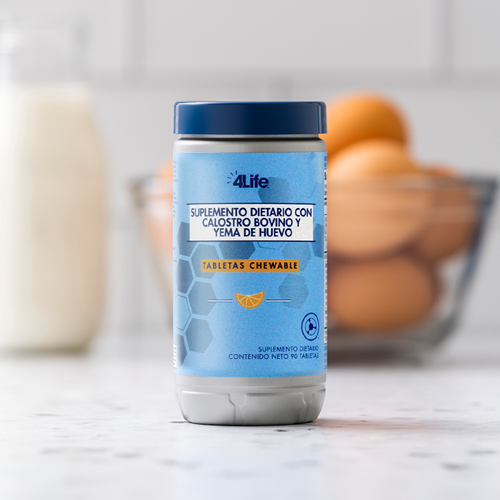 4Life
SUPLEMENTO DIETARIO CON
CALOSTRO BOVINO Y
YEMA DE HUEVO
TABLETAS CHEWABLE
SUPLEMENTO DIETARIO
CONTENIDO NETO 90 TABLETAS